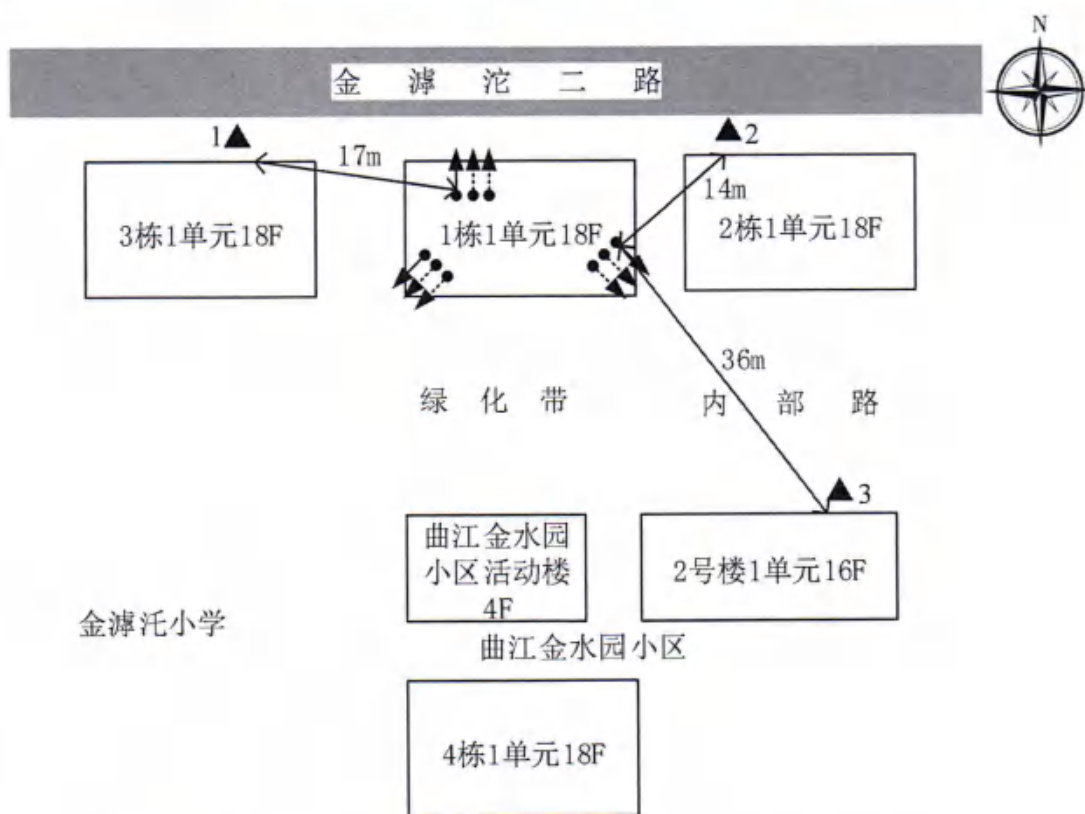 N
金 滹 沱 二 路
1 2
17m
14m
3栋1单元18F
1栋1单元18F
2栋1单元18F
36m
绿 化 带
内 部 路
3
曲江金水园
小区活动楼
4F
2号楼1单元16F
金滹汑小学
曲江金水园小区
4栋1单元18F